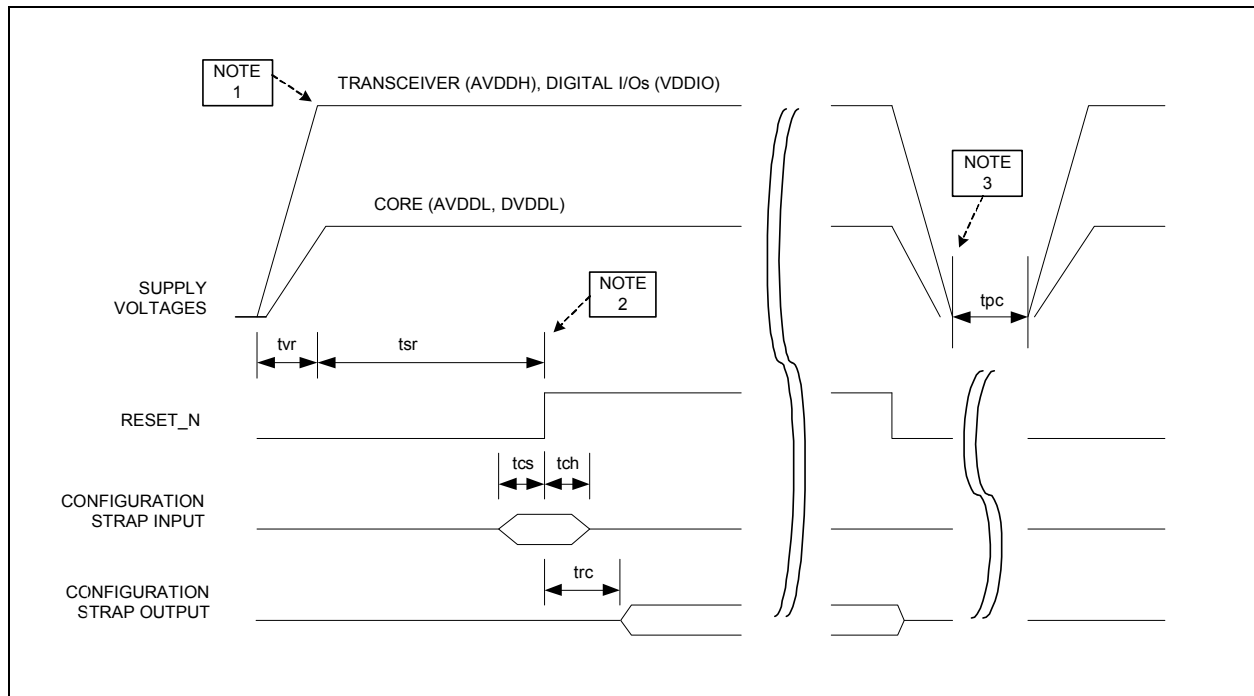 NOTE
1
TRANSCEIVER (AVDDH), DIGITAL I/Os (VDDIO)
NOTE
3
CORE (AVDDL, DVDDL)
SUPPLY
VOLTAGES
NOTE
2
tpc
tvr
tsr
RESET_N
tcs
tch
CONFIGURATION
STRAP INPUT
trc
CONFIGURATION
STRAP OUTPUT